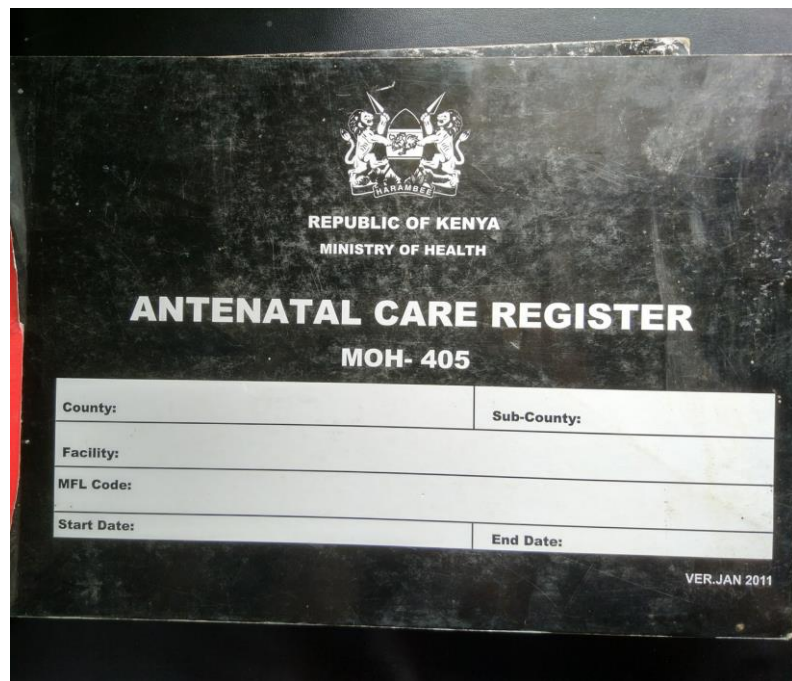 HARAMBEE
REPUBLIC OF KENYA
MINISTRY OF HEALTH
ANTENATAL CARE REGISTER
MOH- 405
County:
Sub-County:
Facility:
MFL Code:
Start Date:
End Date:
VER.JAN 2011